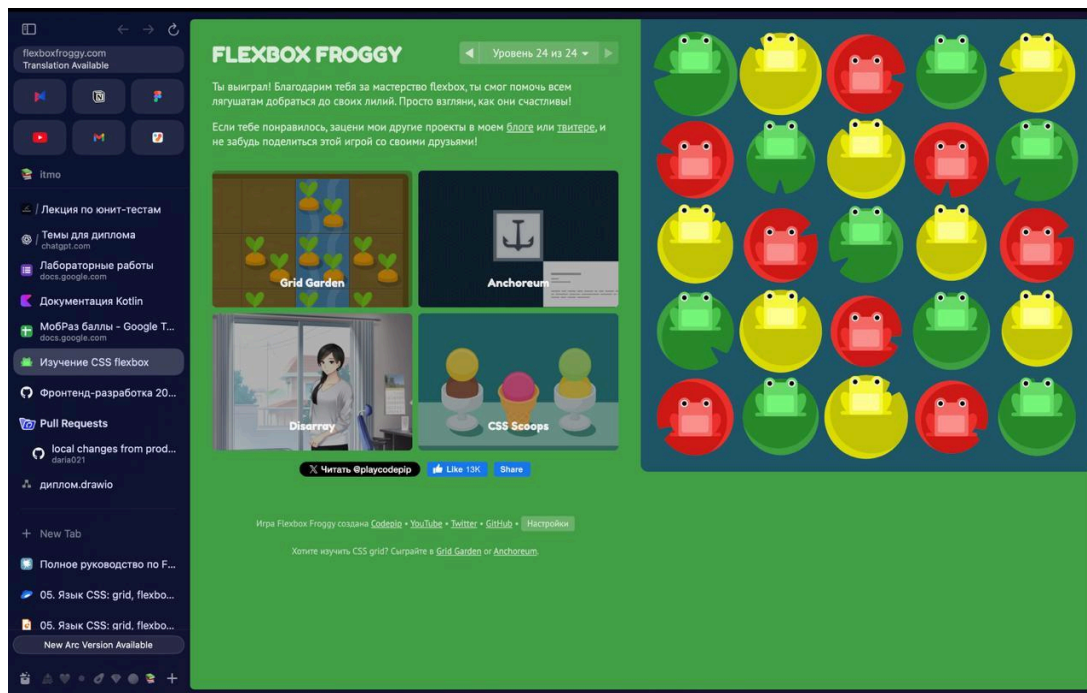 flexboxfroggy.com
Translation Available
itmo
/ Лекция по юнит-тестам
/ Темы для диплома
chatgpt.com
Лабораторные работы
docs.google.com
Документация Kotlin
МобРаз баллы - Google T...
docs.google.com
Изучение CSS flexbox
Фронтенд-разработка 20...
Pull Requests
local changes from prod...
daria021
диплом.drawio
+ New Tab
Полное руководство по F...
05. Язык CSS: grid, flexbo...
05. Язык CSS: grid, flexbo...
New Arc Version Available
FLEXBOX FROGGY
Уровень 24 из 24
Ты выиграл! Благодарим тебя за мастерство flexbox, ты смог помочь всем
лягушатам добраться до своих лилий. Просто взгляни, как они счастливы!
Если тебе понравилось, зацени мои другие проекты в моем блоге или твитере, и
не забудь поделиться этой игрой со своими друзьями!
Grid Garden
Anchoreum
Disarray
CSS Scoops
Читать @playcodepip
Like 13K
Share
Игра Flexbox Froggy создана Codepip • YouTube • Twitter • GitHub • Настройки
Хотите изучить CSS grid? Сыграйте в Grid Garden or Anchoreum.